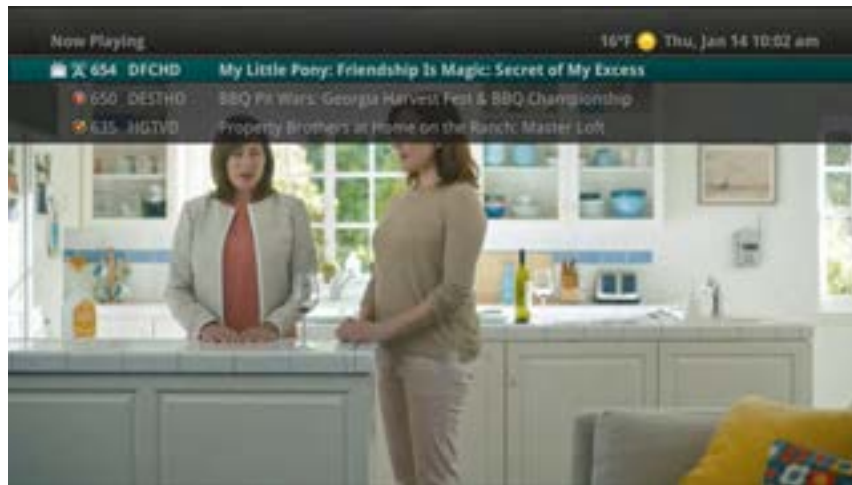 Now Playing 16°F Thu, Jan 14 10:02 am
654 DFCHD My Little Pony: Friendship Is Magic: Secret of My Excess
650 DESTHD BBQ Pit Wars: Georgia Harvest Fest & BBQ Championship
635 HGTVD Property Brothers at Home on the Ranch: Master Loft